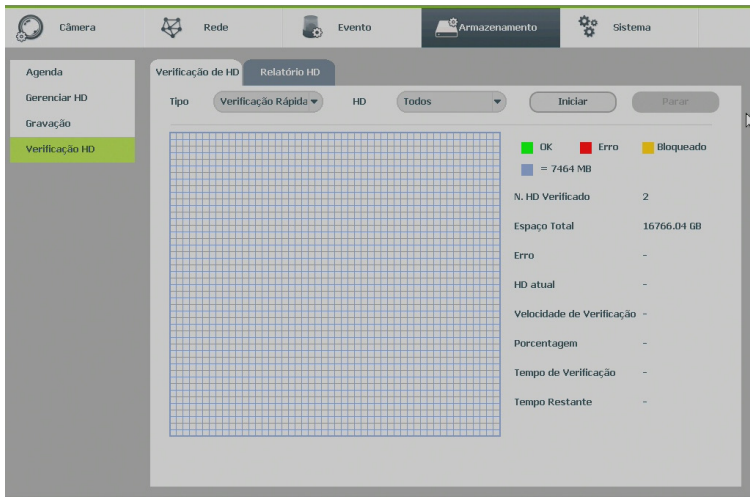 Câmera Rede Evento Armazenamento Sistema
Agenda
Gerenciar HD
Gravação
Verificação HD
Verificação de HD Relatório HD
Tipo Verificação Rápida HD Todos Iniciar Parar
OK Erro Bloqueado
= 7464 MB
N. HD Verificado 2
Espaço Total 16766.04 GB
Erro -
HD atual -
Velocidade de Verificação -
Porcentagem -
Tempo de Verificação -
Tempo Restante -